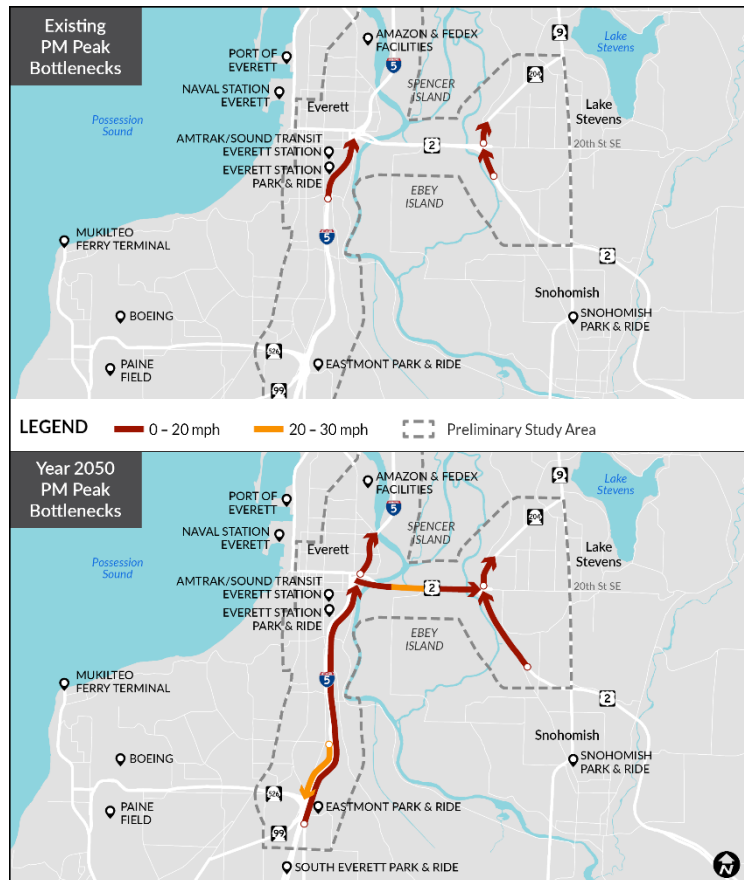 Existing
PM Peak
Bottlenecks
AMAZON & FEDEX
FACILITIES
9
Lake
Stevens
PORT OF
EVERETT
5
SPENCER
ISLAND
204
NAVAL STATION
EVERETT
Everett
Lake
Stevens
Possession
Sound
AMTRAK/SOUND TRANSIT
EVERETT STATION
2
20th St SE
EVERETT STATION
PARK & RIDE
EBEY
ISLAND
MUKILTEO
FERRY TERMINAL
5
2
Snohomish
BOEING
SNOHOMISH
PARK & RIDE
526
PAINE
FIELD
EASTMONT PARK & RIDE
99
LEGEND
0 – 20 mph
20 – 30 mph
Preliminary Study Area
Year 2050
PM Peak
Bottlenecks
AMAZON & FEDEX
FACILITIES
9
Lake
Stevens
PORT OF
EVERETT
5
SPENCER
ISLAND
204
NAVAL STATION
EVERETT
Everett
Lake
Stevens
Possession
Sound
AMTRAK/SOUND TRANSIT
EVERETT STATION
2
20th St SE
EVERETT STATION
PARK & RIDE
EBEY
ISLAND
MUKILTEO
FERRY TERMINAL
5
2
Snohomish
BOEING
SNOHOMISH
PARK & RIDE
526
PAINE
FIELD
EASTMONT PARK & RIDE
99
SOUTH EVERETT PARK & RIDE
N